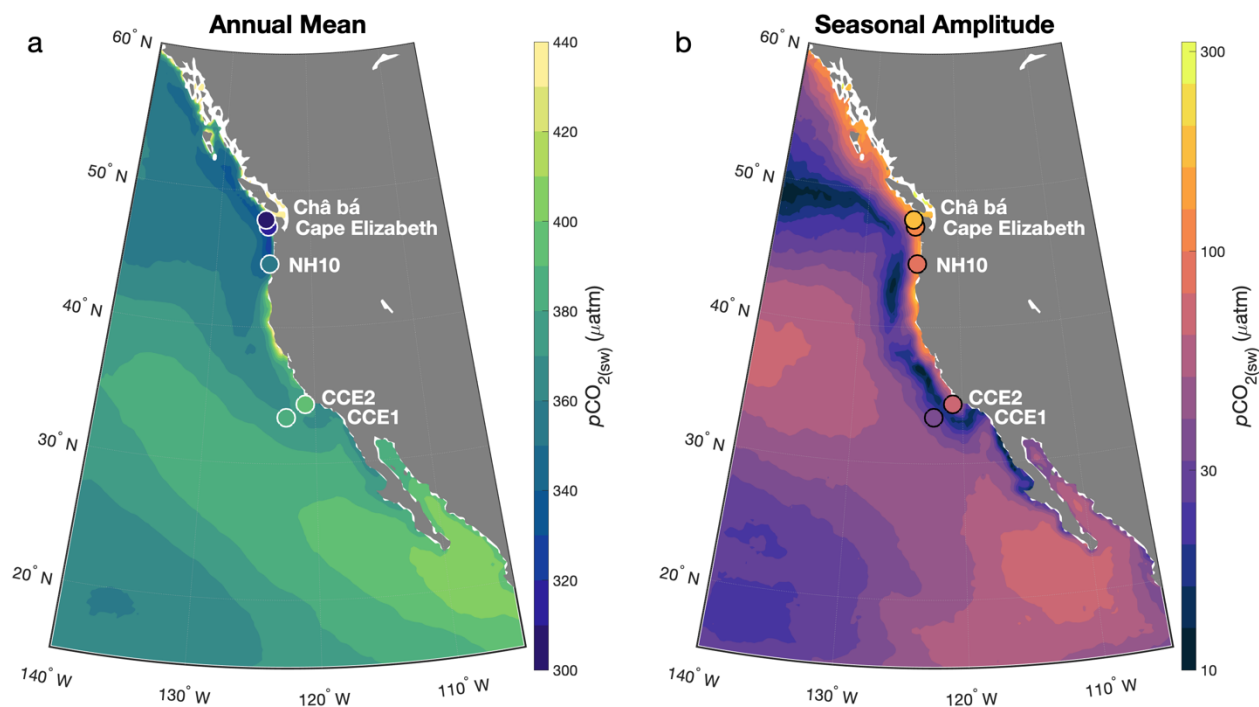 a
Annual Mean
60° N
50° N
40° N
30° N
20° N
140° W
130° W
120° W
110° W
Châ bá
Cape Elizabeth
NH10
CCE2
CCE1
440
420
400
380
360
340
320
300
pCO2(sw) (μatm)
b
Seasonal Amplitude
60° N
50° N
40° N
30° N
20° N
140° W
130° W
120° W
110° W
Châ bá
Cape Elizabeth
NH10
CCE2
CCE1
300
100
30
10
pCO2(sw) (μatm)